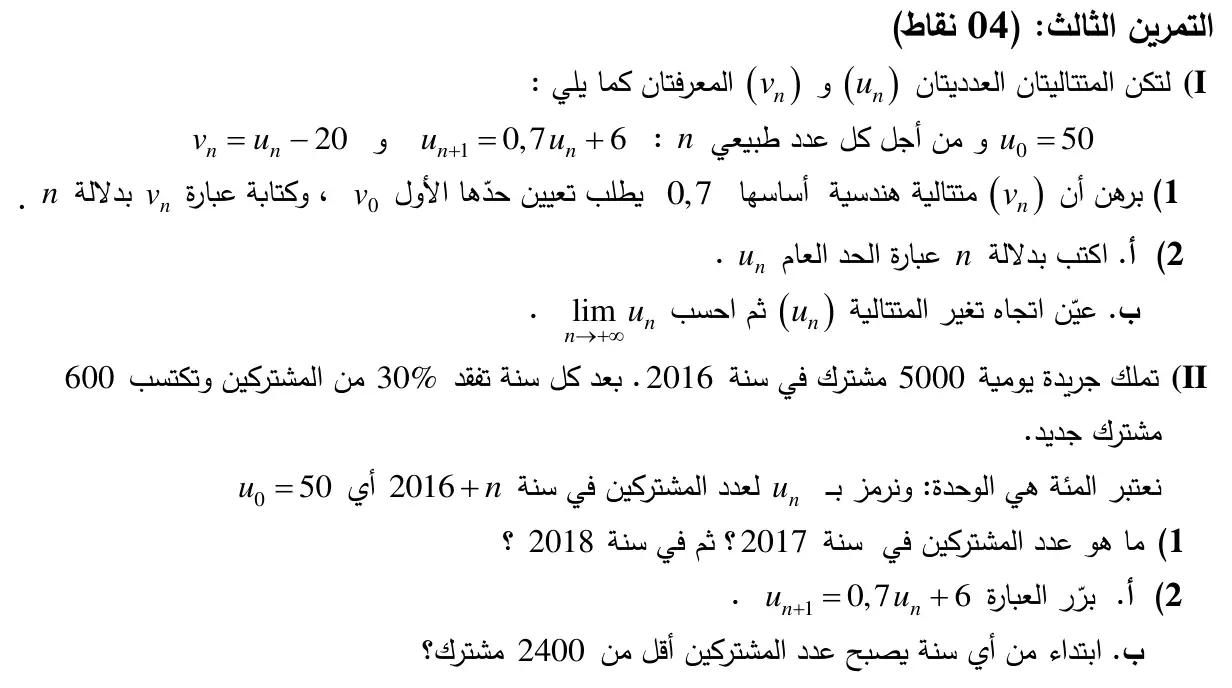 التمرين الثالث: (04 نقاط)
I) لتكن المتتاليتان العدديتان (uₙ) و (vₙ) المعرفتان كما يلي :
u₀ = 50 و من أجل كل عدد طبيعي n : uₙ₊₁ = 0,7uₙ + 6 و vₙ = uₙ − 20
1) برهن أن (vₙ) متتالية هندسية أساسها 0,7 يطلب تعيين حدّها الأول v₀ ، وكتابة عبارة vₙ بدلالة n .
2) أ. اكتب بدلالة n عبارة الحد العام uₙ .
ب. عيّن اتجاه تغير المتتالية (uₙ) ثم احسب lim uₙ .
n→+∞
II) تملك جريدة يومية 5000 مشترك في سنة 2016. بعد كل سنة تفقد 30% من المشتركين وتكتسب 600
مشترك جديد.
نعتبر المئة هي الوحدة: ونرمز بـ uₙ لعدد المشتركين في سنة 2016+n أي u₀ = 50
1) ما هو عدد المشتركين في سنة 2017؟ ثم في سنة 2018 ؟
2) أ. برّر العبارة uₙ₊₁ = 0,7uₙ + 6 .
ب. ابتداء من أي سنة يصبح عدد المشتركين أقل من 2400 مشترك؟